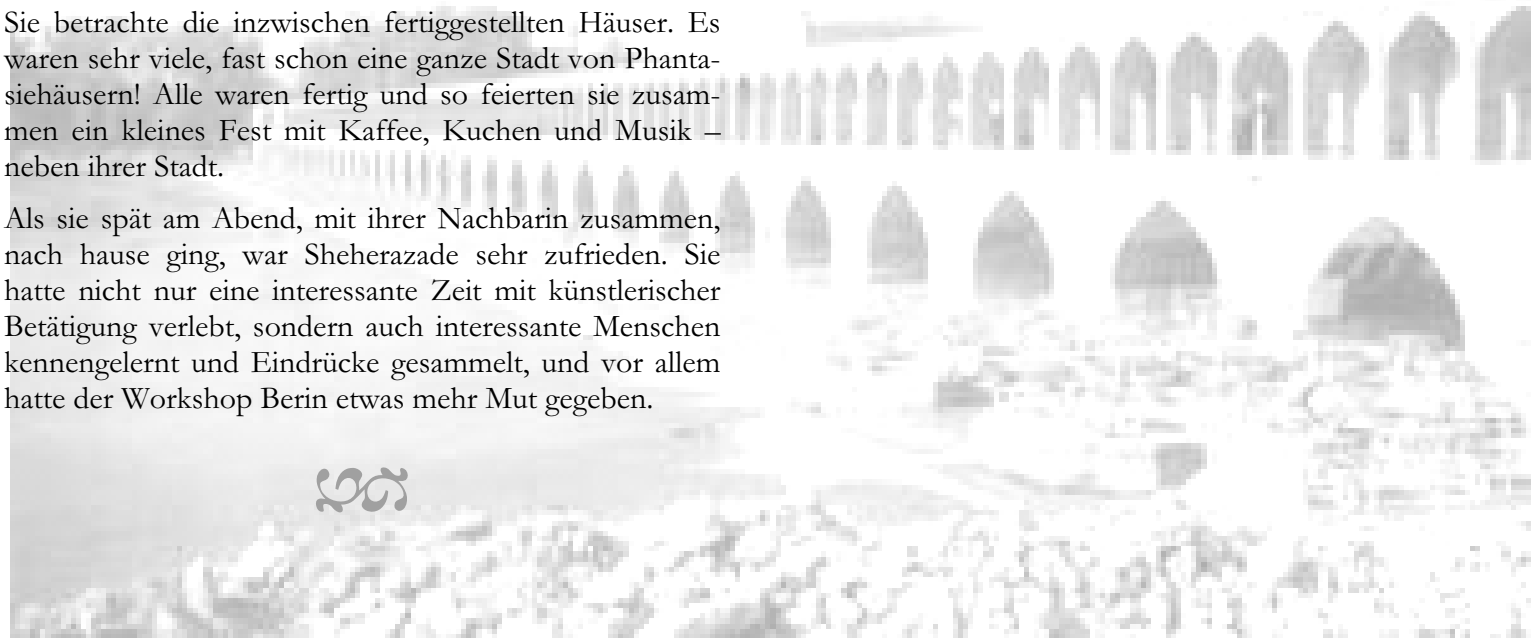 Sie betrachte die inzwischen fertiggestellten Häuser. Es
waren sehr viele, fast schon eine ganze Stadt von Phanta-
siehäusern! Alle waren fertig und so feierten sie zusam-
men ein kleines Fest mit Kaffee, Kuchen und Musik –
neben ihrer Stadt.
Als sie spät am Abend, mit ihrer Nachbarin zusammen,
nach hause ging, war Sheherazade sehr zufrieden. Sie
hatte nicht nur eine interessante Zeit mit künstlerischer
Betätigung verlebt, sondern auch interessante Menschen
kennengelernt und Eindrücke gesammelt, und vor allem
hatte der Workshop Berin etwas mehr Mut gegeben.